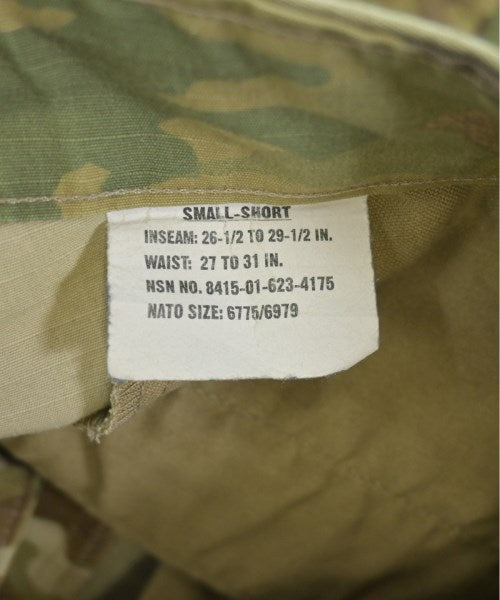 SMALL-SHORT
INSEAM: 26-1/2 TO 29-1/2 IN.
WAIST: 27 TO 31 IN.
NSN NO. 8415-01-623-4175
NATO SIZE: 6775/6979